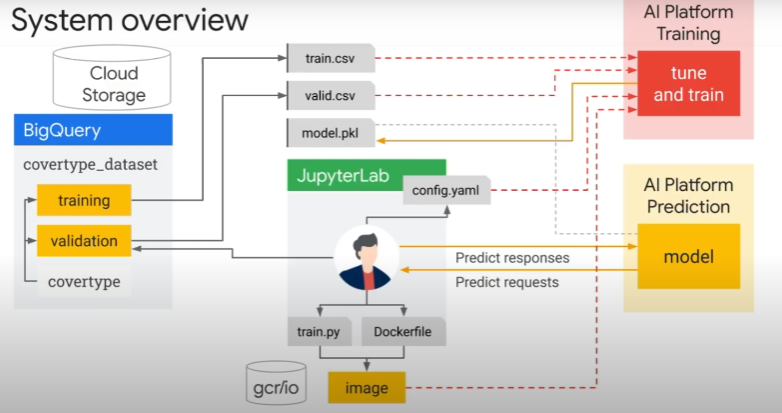 System overview
AI Platform
Training
tune
and train
train.csv
valid.csv
model.pkl
Cloud
Storage
BigQuery
covertype_dataset
training
validation
covertype
JupyterLab
config.yaml
AI Platform
Prediction
model
Predict responses
Predict requests
train.py
Dockerfile
gcr/io
image